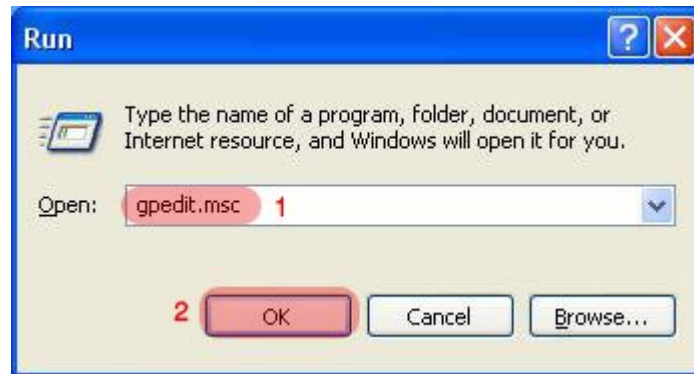 Run
Type the name of a program, folder, document, or
Internet resource, and Windows will open it for you.
Open: gpedit.msc 1
2 OK Cancel Browse...